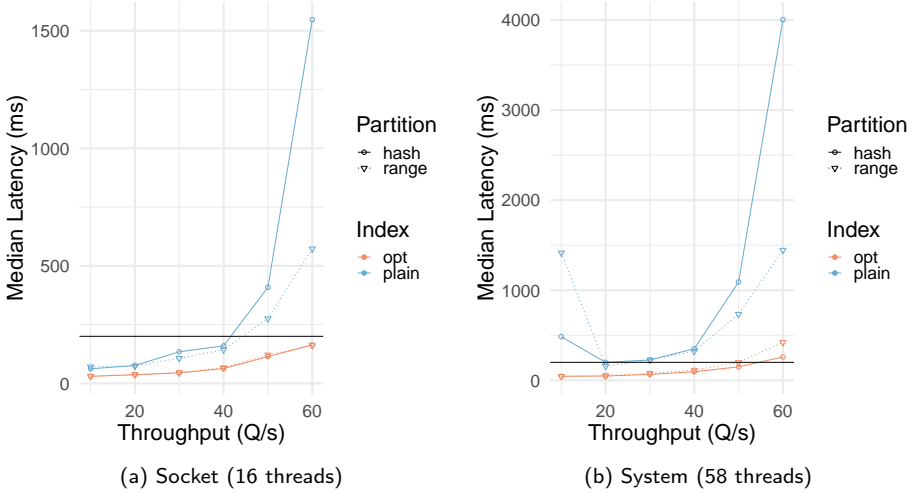 1500
1000
500
0
Median Latency (ms)
20
40
60
Throughput (Q/s)
Partition
hash
range
Index
opt
plain
(a) Socket (16 threads)
4000
3000
2000
1000
0
Median Latency (ms)
20
40
60
Throughput (Q/s)
Partition
hash
range
Index
opt
plain
(b) System (58 threads)